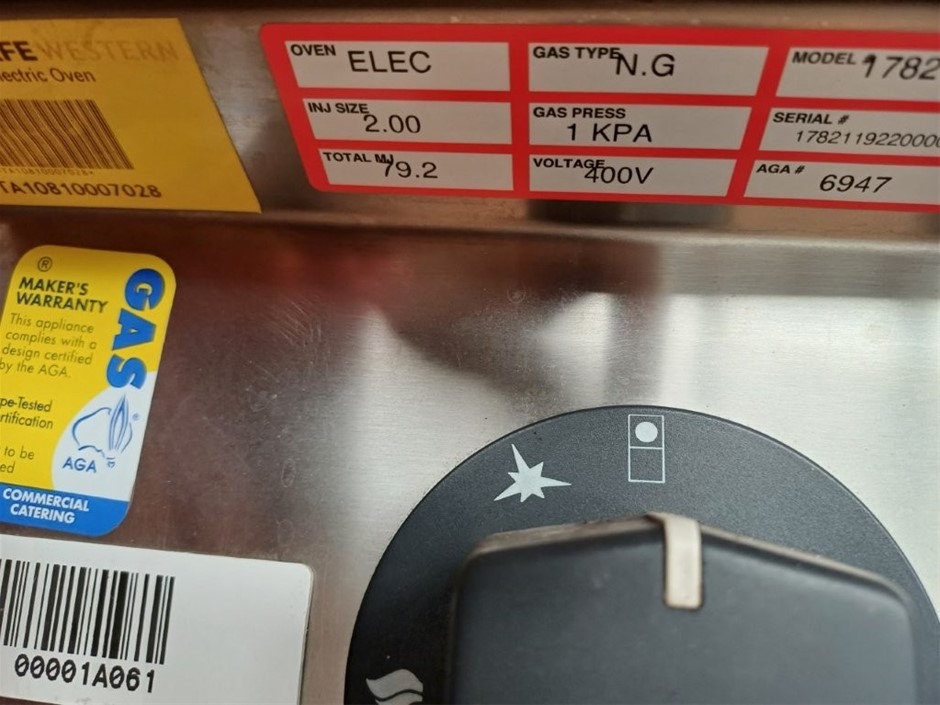 FE WESTERN
ectric Oven
TA10810007028
OVEN ELEC
GAS TYPE N.G
MODEL # 1782
INJ SIZE 2.00
GAS PRESS 1 KPA
SERIAL # 178211922000
TOTAL MJ 79.2
VOLTAGE 400V
AGA # 6947
®
MAKER'S
WARRANTY
This appliance
complies with a
design certified
by the AGA.
pe-Tested
rtification
to be
ed
GAS
®
AGA
COMMERCIAL
CATERING
00001A061